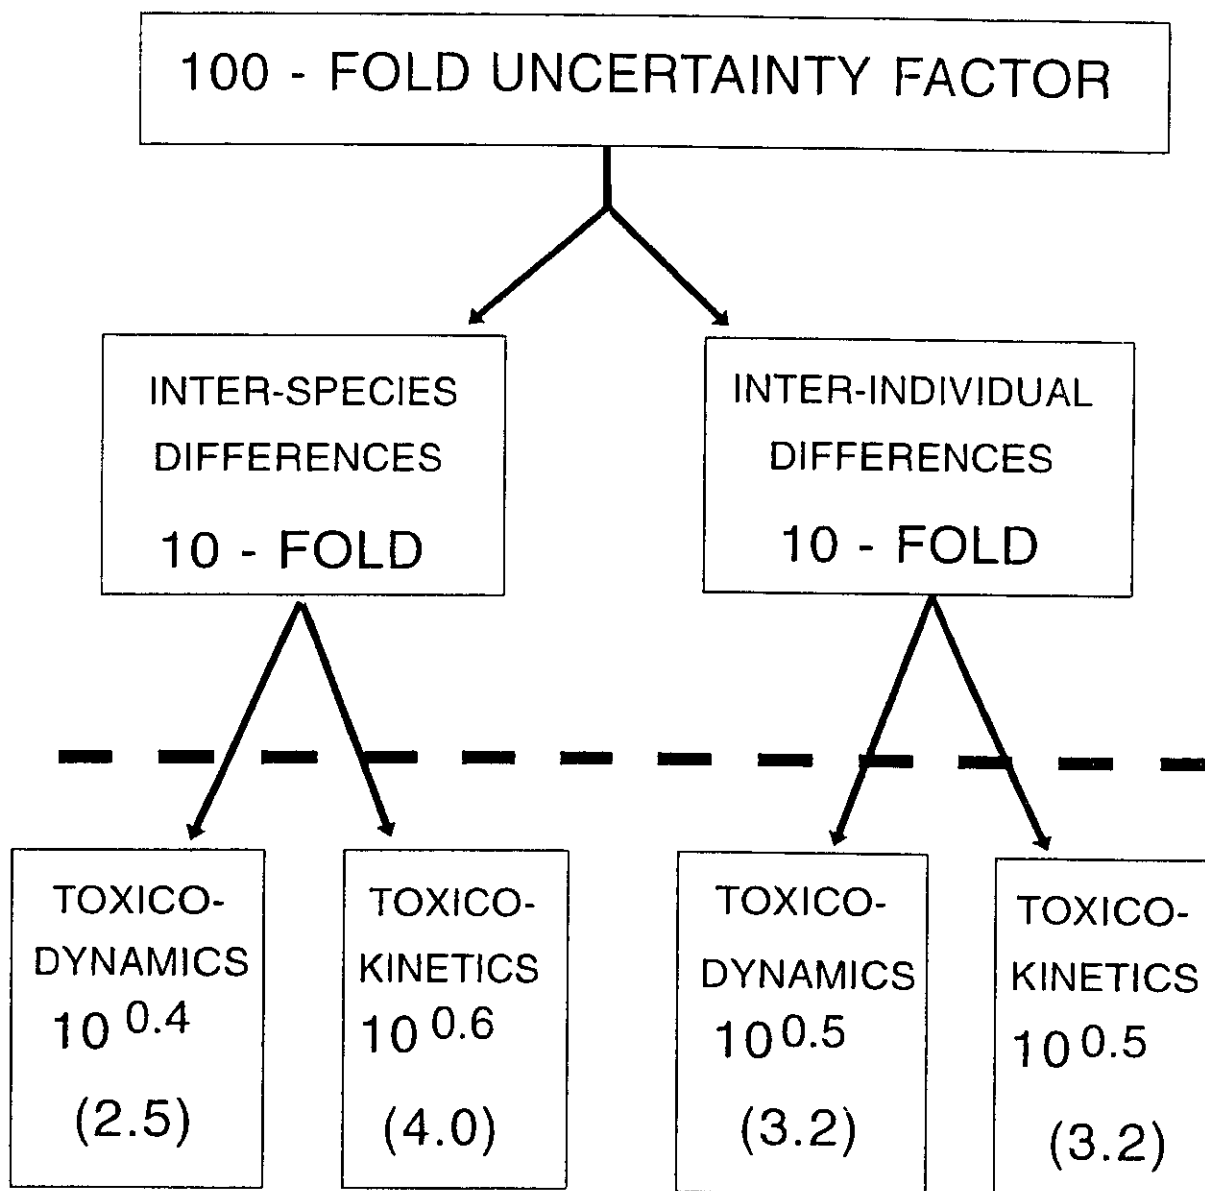 100 - FOLD UNCERTAINTY FACTOR
INTER-SPECIES
DIFFERENCES
10 - FOLD
INTER-INDIVIDUAL
DIFFERENCES
10 - FOLD
TOXICO-
DYNAMICS
10 0.4
(2.5)
TOXICO-
KINETICS
10 0.6
(4.0)
TOXICO-
DYNAMICS
10 0.5
(3.2)
TOXICO-
KINETICS
10 0.5
(3.2)